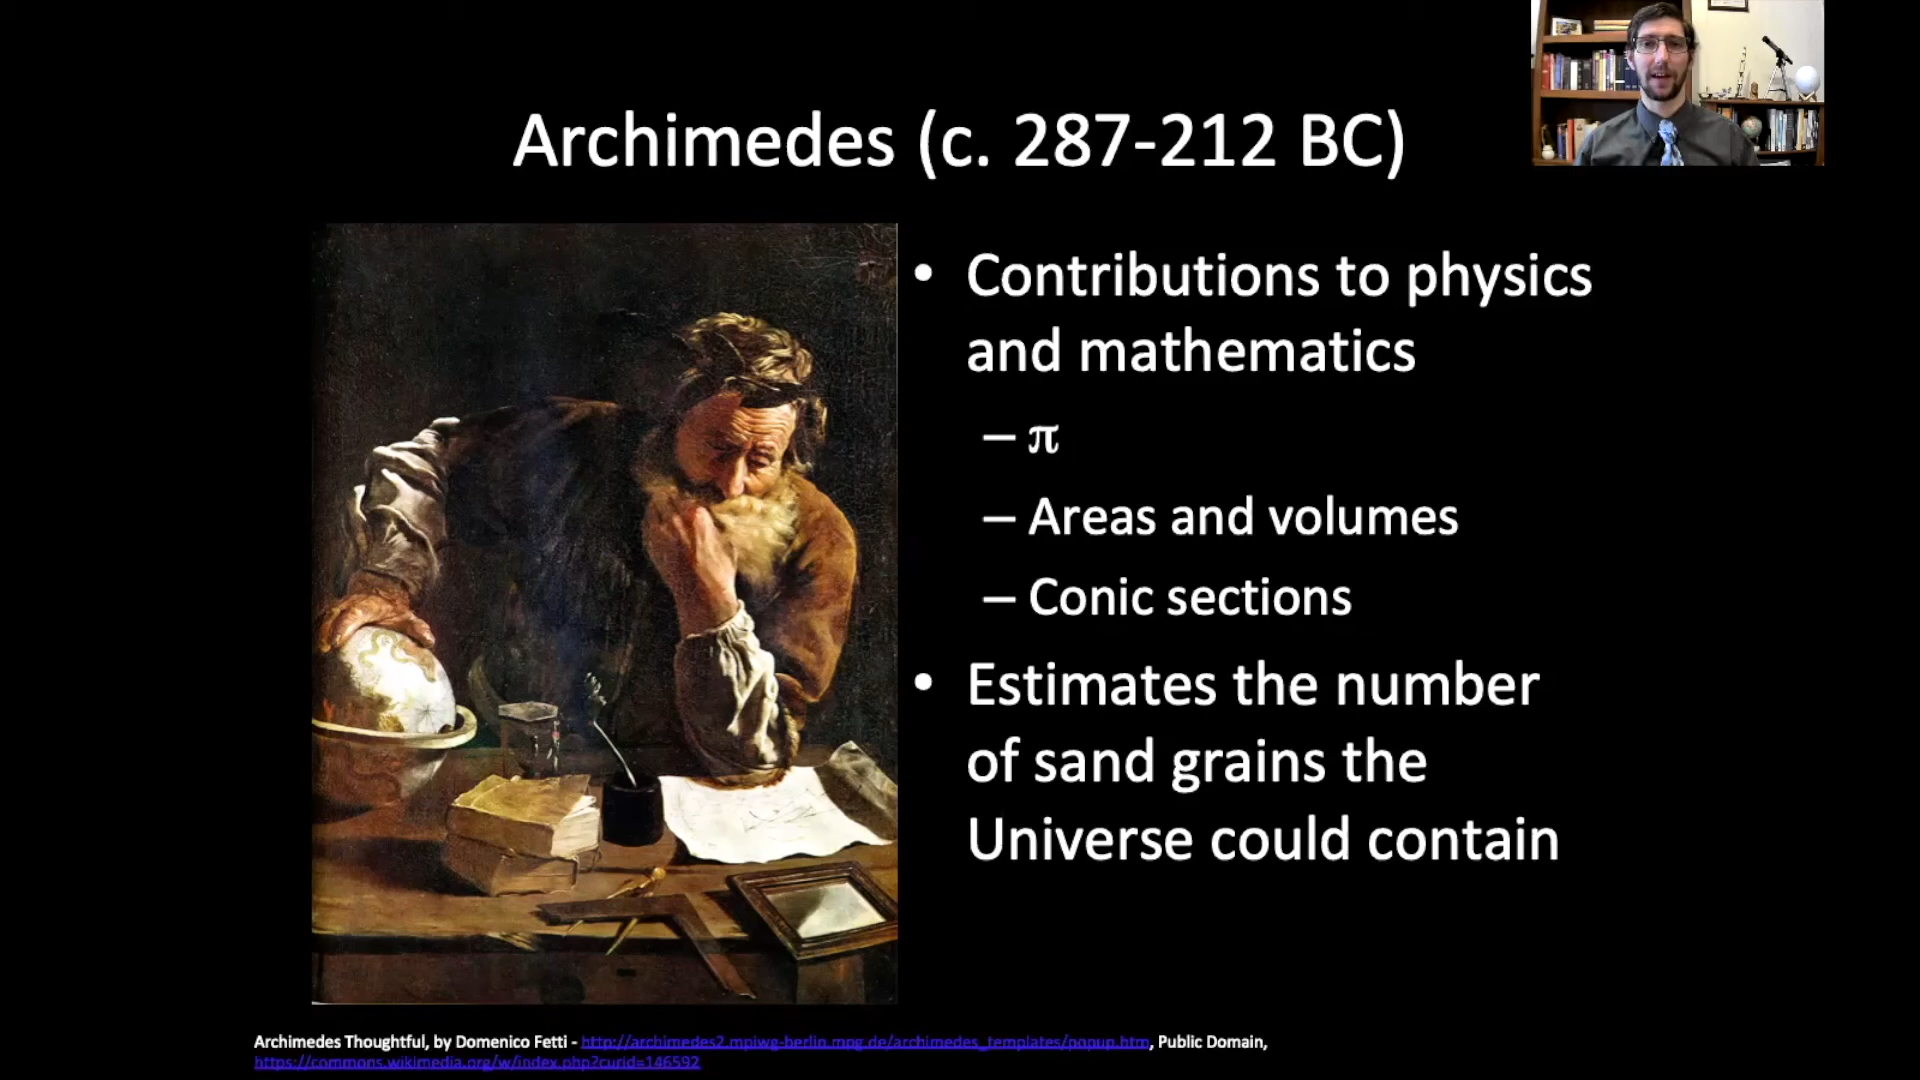 Archimedes (c. 287-212 BC)
• Contributions to physics
and mathematics
– π
– Areas and volumes
– Conic sections
• Estimates the number
of sand grains the
Universe could contain
Archimedes Thoughtful, by Domenico Fetti - http://archimedes2.mpiwg-berlin.mpg.de/archimedes_templates/popup.htm, Public Domain,
https://commons.wikimedia.org/w/index.php?curid=146592